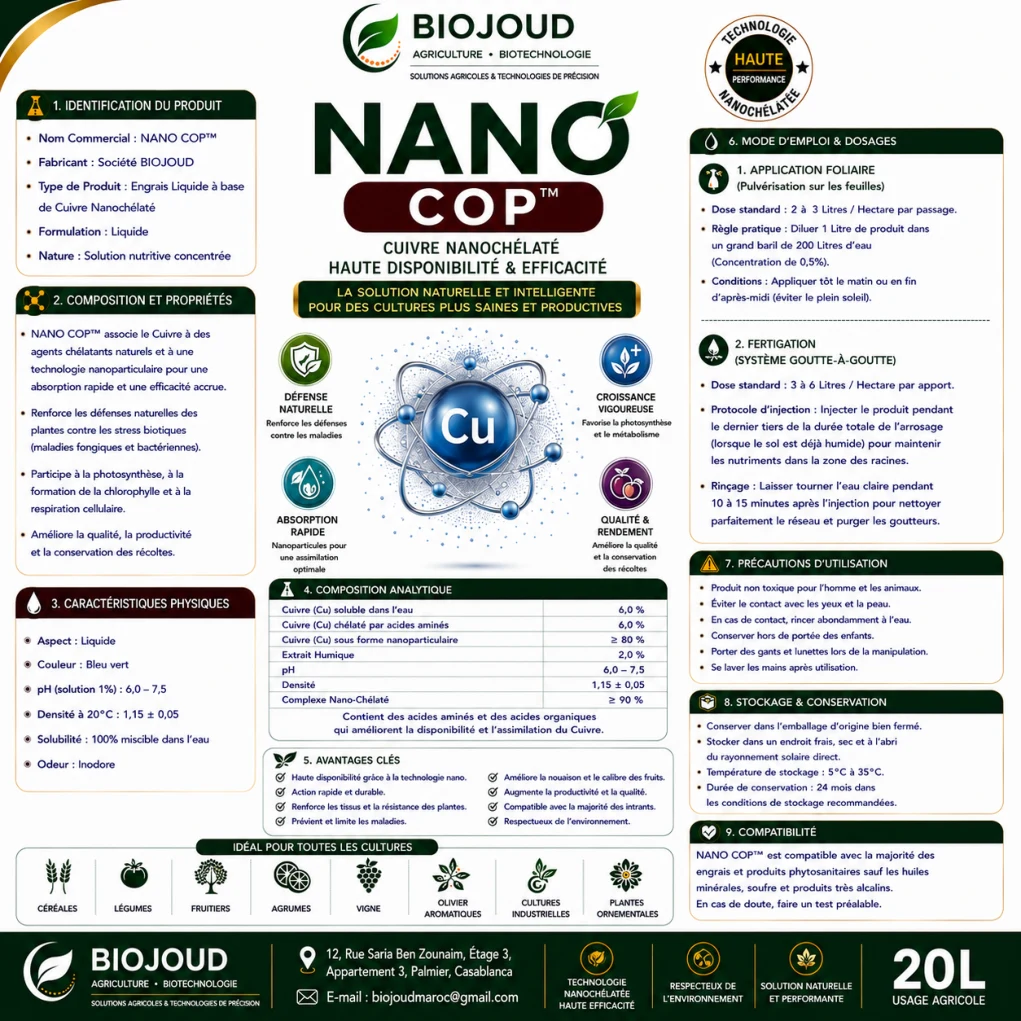 BIOJOUD
AGRICULTURE • BIOTECHNOLOGIE
SOLUTIONS AGRICOLES & TECHNOLOGIES DE PRÉCISION
TECHNOLOGIE
HAUTE
PERFORMANCE
NANOCHÉLATÉE
NANO
COP™
CUIVRE NANOCHÉLATÉ
HAUTE DISPONIBILITÉ & EFFICACITÉ
LA SOLUTION NATURELLE ET INTELLIGENTE
POUR DES CULTURES PLUS SAINES ET PRODUCTIVES
1. IDENTIFICATION DU PRODUIT
• Nom Commercial : NANO COP™
• Fabricant : Société BIOJOUD
• Type de Produit : Engrais Liquide à base
de Cuivre Nanochélaté
• Formulation : Liquide
• Nature : Solution nutritive concentrée
2. COMPOSITION ET PROPRIÉTÉS
• NANO COP™ associe le Cuivre à des
agents chélatants naturels et à une
technologie nanoparticulaire pour une
absorption rapide et une efficacité accrue.
• Renforce les défenses naturelles des
plantes contre les stress biotiques
(maladies fongiques et bactériennes).
• Participe à la photosynthèse, à la
formation de la chlorophylle et à la
respiration cellulaire.
• Améliore la qualité, la productivité
et la conservation des récoltes.
3. CARACTÉRISTIQUES PHYSIQUES
Aspect : Liquide
Couleur : Bleu vert
pH (solution 1%) : 6,0 – 7,5
Densité à 20°C : 1,15 ± 0,05
Solubilité : 100% miscible dans l'eau
Odeur : Inodore
DÉFENSE
NATURELLE
Renforce les défenses
contre les maladies
ABSORPTION
RAPIDE
Nanoparticules pour
une assimilation
optimale
Cu
CROISSANCE
VIGOUREUSE
Favorise la photosynthèse
et le métabolisme
QUALITÉ &
RENDEMENT
Améliore la qualité
et la conservation
des récoltes
4. COMPOSITION ANALYTIQUE
Cuivre (Cu) soluble dans l'eau 6,0 %
Cuivre (Cu) chélaté par acides aminés 6,0 %
Cuivre (Cu) sous forme nanoparticulaire ≥ 80 %
Extrait Humique 2,0 %
pH 6,0 – 7,5
Densité 1,15 ± 0,05
Complexe Nano-Chélaté ≥ 90 %
Contient des acides aminés et des acides organiques
qui améliorent la disponibilité et l'assimilation du Cuivre.
5. AVANTAGES CLÉS
Haute disponibilité grâce à la technologie nano.
Action rapide et durable.
Renforce les tissus et la résistance des plantes.
Prévient et limite les maladies.
Améliore la nouaison et le calibre des fruits.
Augmente la productivité et la qualité.
Compatible avec la majorité des intrants.
Respectueux de l'environnement.
6. MODE D'EMPLOI & DOSAGES
1. APPLICATION FOLIAIRE
(Pulvérisation sur les feuilles)
• Dose standard : 2 à 3 Litres / Hectare par passage.
• Règle pratique : Diluer 1 Litre de produit dans
un grand baril de 200 Litres d'eau
(Concentration de 0,5%).
• Conditions : Appliquer tôt le matin ou en fin
d'après-midi (éviter le plein soleil).
2. FERTIGATION
(SYSTÈME GOUTTE-À-GOUTTE)
• Dose standard : 3 à 6 Litres / Hectare par apport.
• Protocole d'injection : Injecter le produit pendant
le dernier tiers de la durée totale de l'arrosage
(lorsque le sol est déjà humide) pour maintenir
les nutriments dans la zone des racines.
• Rinçage : Laisser tourner l'eau claire pendant
10 à 15 minutes après l'injection pour nettoyer
parfaitement le réseau et purger les goutteurs.
7. PRÉCAUTIONS D'UTILISATION
• Produit non toxique pour l'homme et les animaux.
• Éviter le contact avec les yeux et la peau.
• En cas de contact, rincer abondamment à l'eau.
• Conserver hors de portée des enfants.
• Porter des gants et lunettes lors de la manipulation.
• Se laver les mains après utilisation.
8. STOCKAGE & CONSERVATION
• Conserver dans l'emballage d'origine bien fermé.
• Stocker dans un endroit frais, sec et à l'abri
du rayonnement solaire direct.
• Température de stockage : 5°C à 35°C.
• Durée de conservation : 24 mois dans
les conditions de stockage recommandées.
9. COMPATIBILITÉ
NANO COP™ est compatible avec la majorité des
engrais et produits phytosanitaires sauf les huiles
minérales, soufre et produits très alcalins.
En cas de doute, faire un test préalable.
IDÉAL POUR TOUTES LES CULTURES
CÉRÉALES
LÉGUMES
FRUITIERS
AGRUMES
VIGNE
OLIVIER
AROMATIQUES
CULTURES
INDUSTRIELLES
PLANTES
ORNEMENTALES
BIOJOUD
AGRICULTURE • BIOTECHNOLOGIE
SOLUTIONS AGRICOLES & TECHNOLOGIES DE PRÉCISION
12, Rue Saria Ben Zounaim, Étage 3,
Appartement 3, Palmier, Casablanca
E-mail : biojoudmaroc@gmail.com
TECHNOLOGIE
NANOCHÉLATÉE
HAUTE EFFICACITÉ
RESPECTEUX DE
L'ENVIRONNEMENT
SOLUTION NATURELLE
ET PERFORMANTE
20L
USAGE AGRICOLE